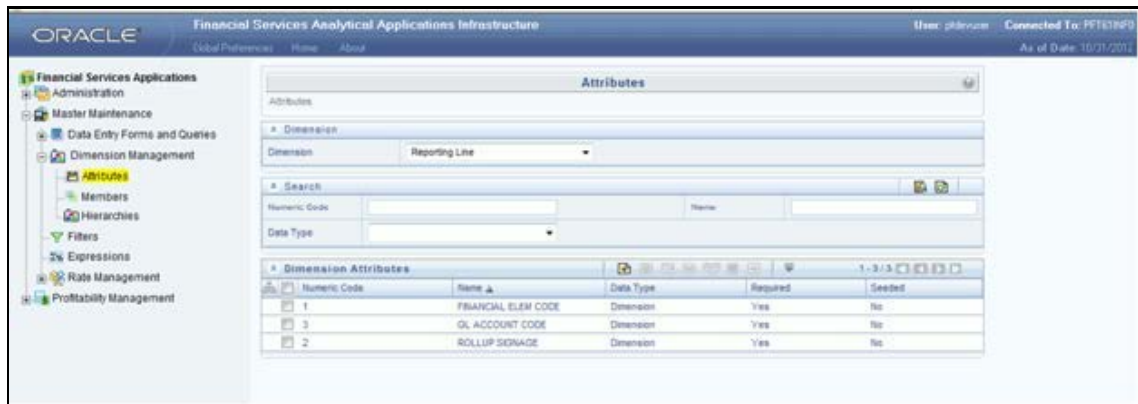 ORACLE
Financial Services Analytical Applications Infrastructure
User:
Connected To:
Global Preferences Home About
As of Date: 10/31/2012
Financial Services Applications
Administration
Master Maintenance
Data Entry Forms and Queries
Dimension Management
Attributes
Members
Hierarchies
Filters
Expressions
Rate Management
Profitability Management
Attributes
Attributes
Dimension
Dimension Reporting Line
Search
Numeric Code Name
Data Type
Dimension Attributes 1-3/3
Numeric Code Name Data Type Required Seeded
1 FINANCIAL ELEM CODE Dimension Yes No
3 GL ACCOUNT CODE Dimension Yes No
2 ROLLUP SIGNAGE Dimension Yes No